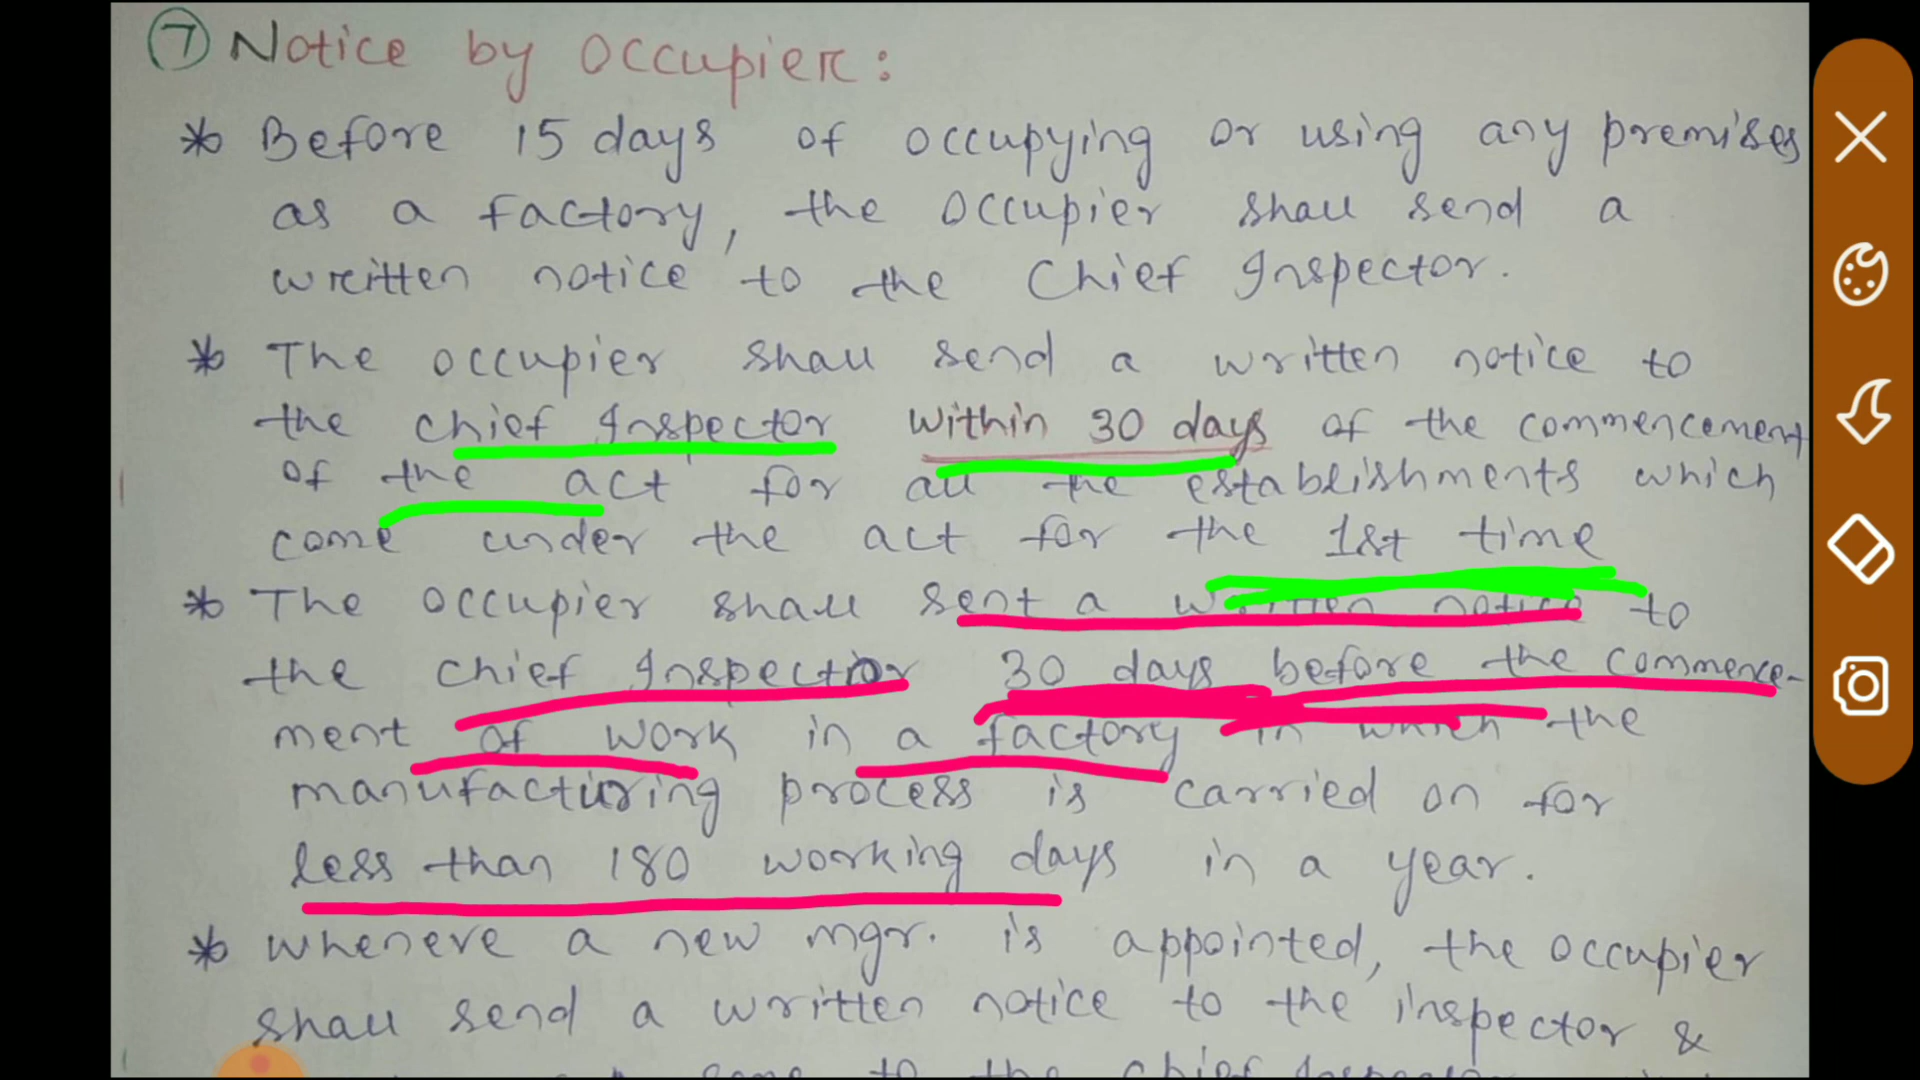 7 Notice by Occupier:
* Before 15 days of occupying or using any premises
as a factory, the occupier shall send a
written notice to the Chief Inspector.
* The occupier shall send a written notice to
the chief Inspector within 30 days of the commencement
of the act for all the establishments which
come under the act for the 1st time
* The occupier shall sent a written notice to
the chief Inspector 30 days before the commence-
ment of work in a factory in which the
manufacturing process is carried on for
less than 180 working days in a year.
* Whenever a new mgr. is appointed, the occupier
shall send a written notice to the inspector &
same to the chief Inspector